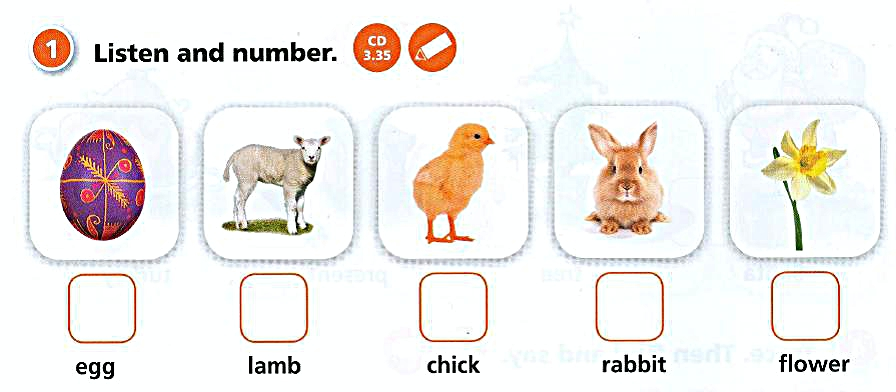 1 Listen and number. CD 3.35
egg lamb chick rabbit flower